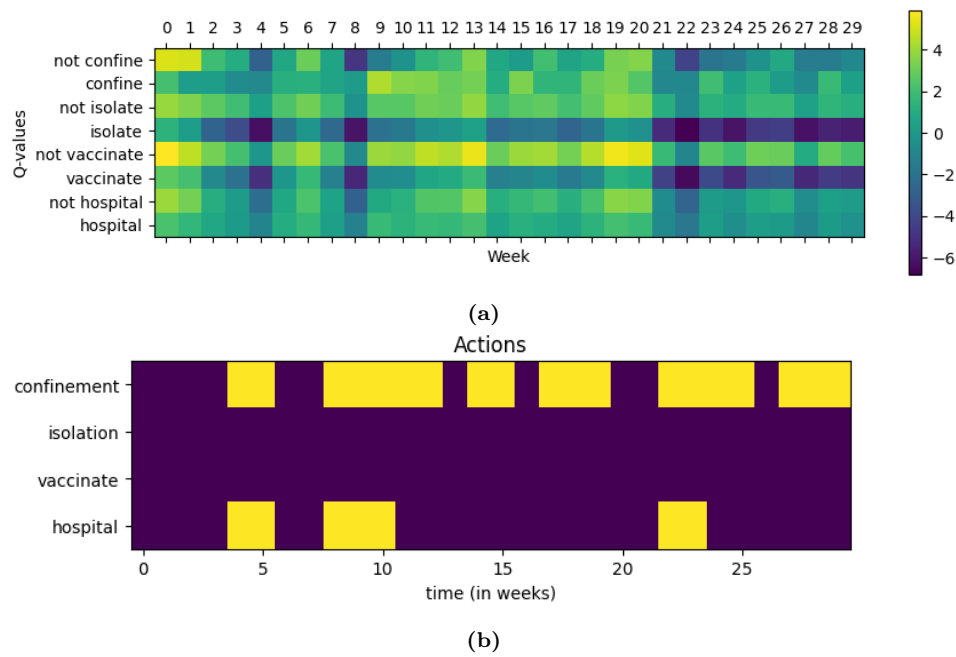 0 1 2 3 4 5 6 7 8 9 10 11 12 13 14 15 16 17 18 19 20 21 22 23 24 25 26 27 28 29
Q-values
not confine
confine
not isolate
isolate
not vaccinate
vaccinate
not hospital
hospital
Week
4
2
0
−2
−4
−6
(a)
Actions
confinement
isolation
vaccinate
hospital
0 5 10 15 20 25
time (in weeks)
(b)